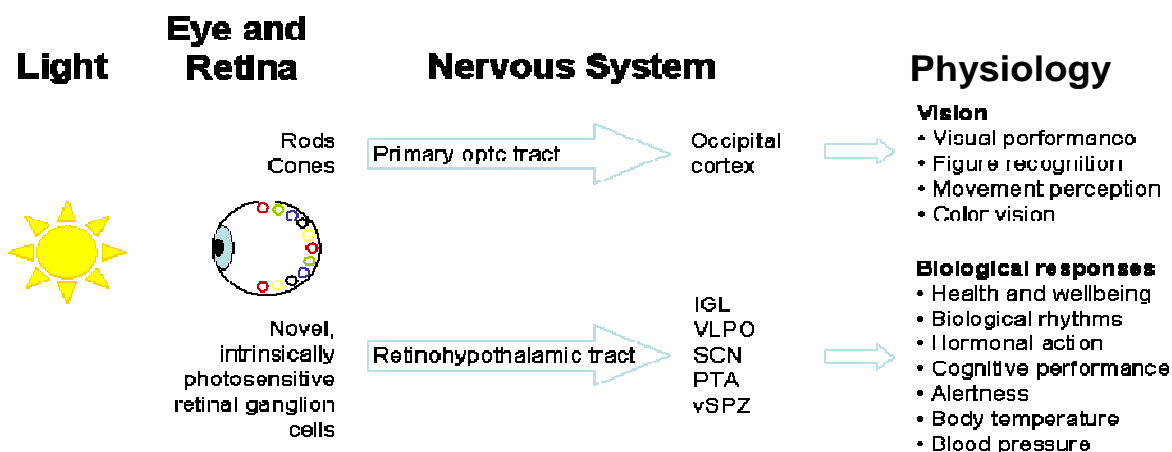 Light
Eye and
Retina
Nervous System
Physiology
Rods
Cones
Primary optc tract
Occipital
cortex
Vision
• Visual performance
• Figure recognition
• Movement perception
• Color vision
Novel,
intrinsically
photosensitive
retinal ganglion
cells
Retinohypothalamic tract
IGL
VLPO
SCN
PTA
vSPZ
Biological responses
• Health and wellbeing
• Biological rhythms
• Hormonal action
• Cognitive performance
• Alertness
• Body temperature
• Blood pressure